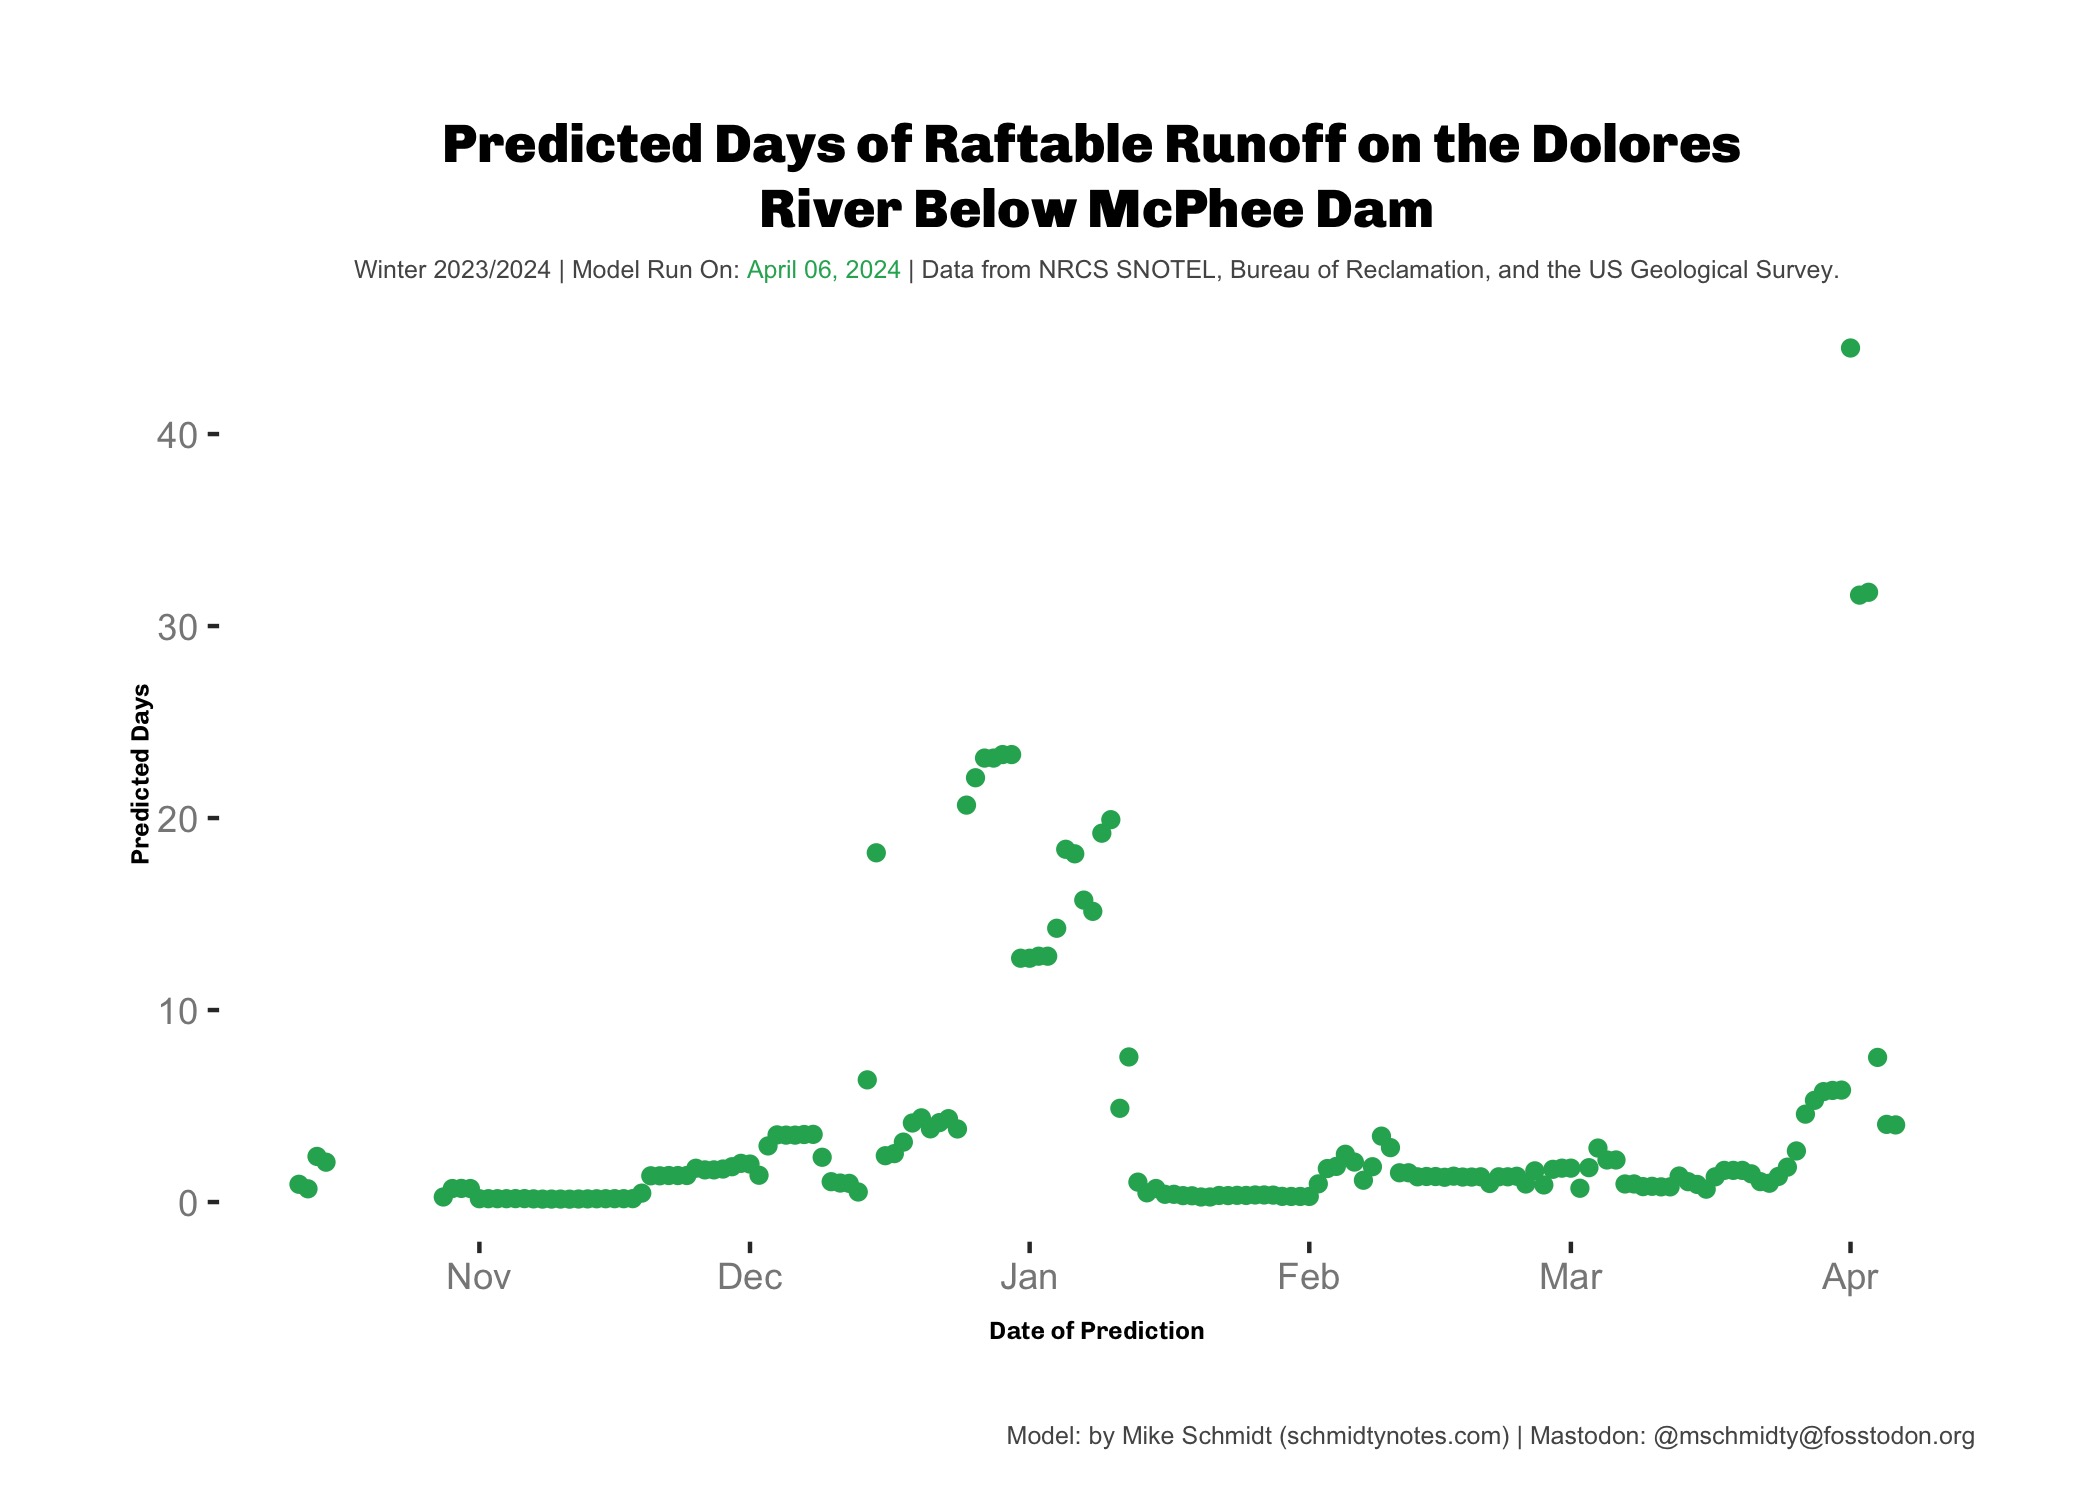 Predicted Days of Raftable Runoff on the Dolores
River Below McPhee Dam
Winter 2023/2024 | Model Run On: April 06, 2024 | Data from NRCS SNOTEL, Bureau of Reclamation, and the US Geological Survey.
Predicted Days
40
30
20
10
0
Nov Dec Jan Feb Mar Apr
Date of Prediction
Model: by Mike Schmidt (schmidtynotes.com) | Mastodon: @mschmidty@fosstodon.org